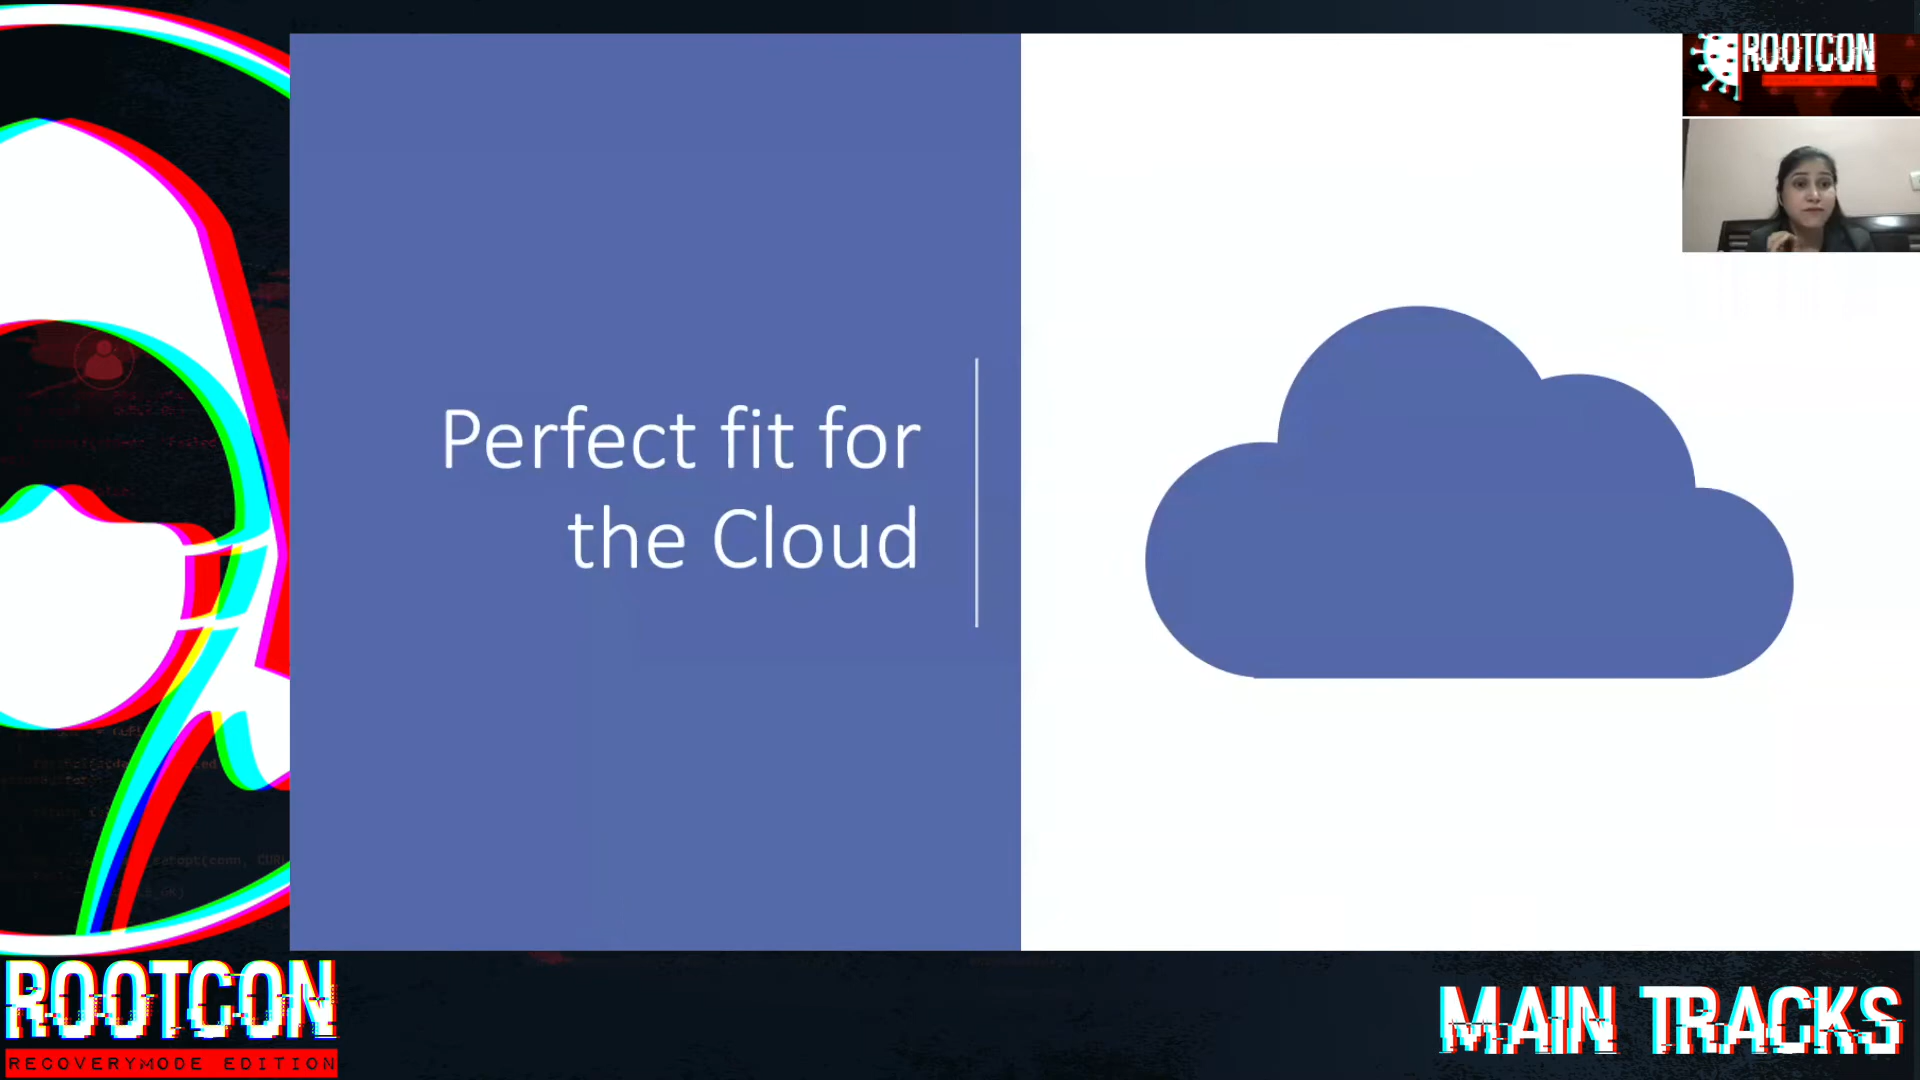 ROOTCON
Perfect fit for
the Cloud
ROOTCON
RECOVERYMODE EDITION
MAIN TRACKS